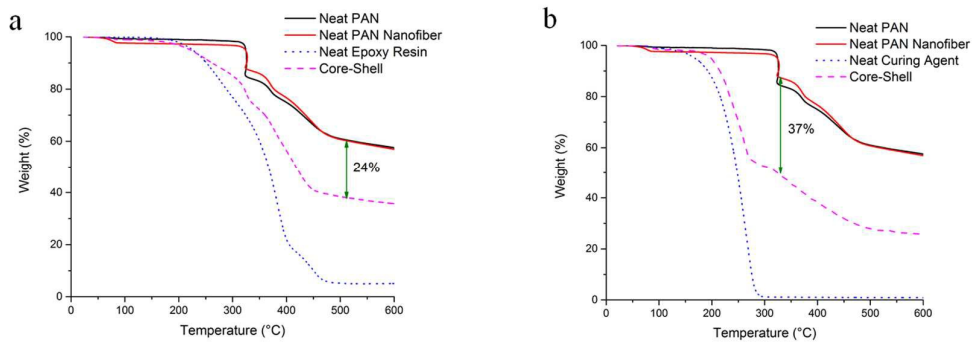 a
Neat PAN
Neat PAN Nanofiber
Neat Epoxy Resin
Core-Shell
100
80
60
40
20
0
Weight (%)
24%
0 100 200 300 400 500 600
Temperature (°C)
b
Neat PAN
Neat PAN Nanofiber
Neat Curing Agent
Core-Shell
100
80
60
40
20
0
Weight (%)
37%
0 100 200 300 400 500 600
Temperature (°C)